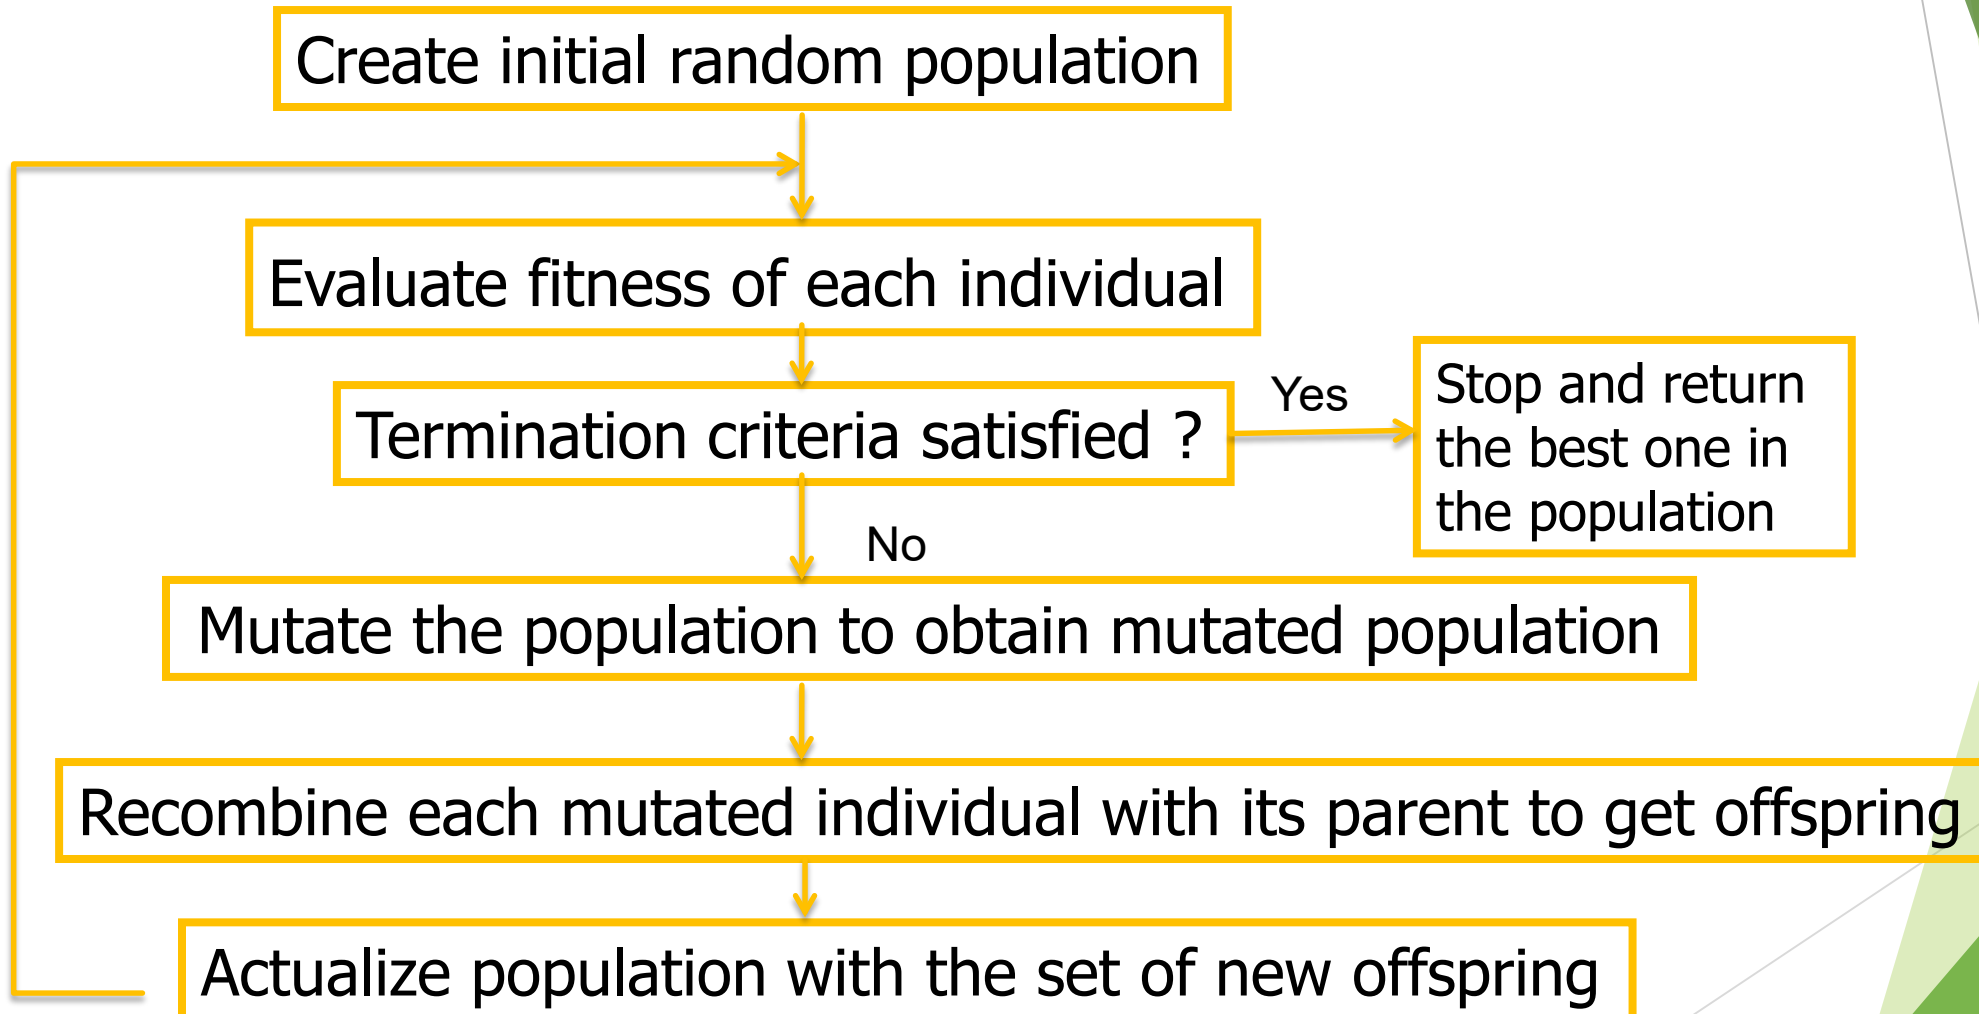 Create initial random population
Evaluate fitness of each individual
Termination criteria satisfied ?
Yes
Stop and return
the best one in
the population
No
Mutate the population to obtain mutated population
Recombine each mutated individual with its parent to get offspring
Actualize population with the set of new offspring